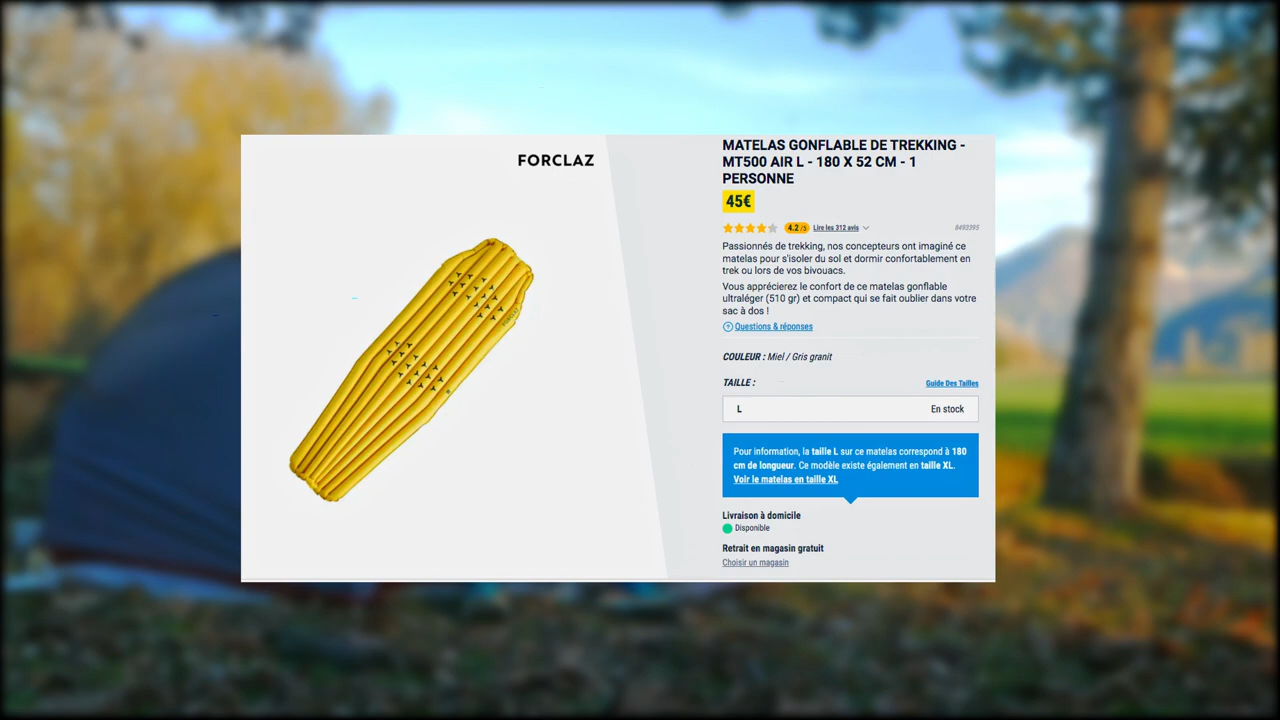 FORCLAZ
MATELAS GONFLABLE DE TREKKING -
MT500 AIR L - 180 X 52 CM - 1
PERSONNE
45€
4.2 /5 Lire les 312 avis 8493395
Passionnés de trekking, nos concepteurs ont imaginé ce
matelas pour s'isoler du sol et dormir confortablement en
trek ou lors de vos bivouacs.
Vous apprécierez le confort de ce matelas gonflable
ultraléger (510 gr) et compact qui se fait oublier dans votre
sac à dos !
? Questions & réponses
COULEUR : Miel / Gris granit
TAILLE : Guide Des Tailles
L En stock
Pour information, la taille L sur ce matelas correspond à 180
cm de longueur. Ce modèle existe également en taille XL.
Voir le matelas en taille XL
Livraison à domicile
Disponible
Retrait en magasin gratuit
Choisir un magasin